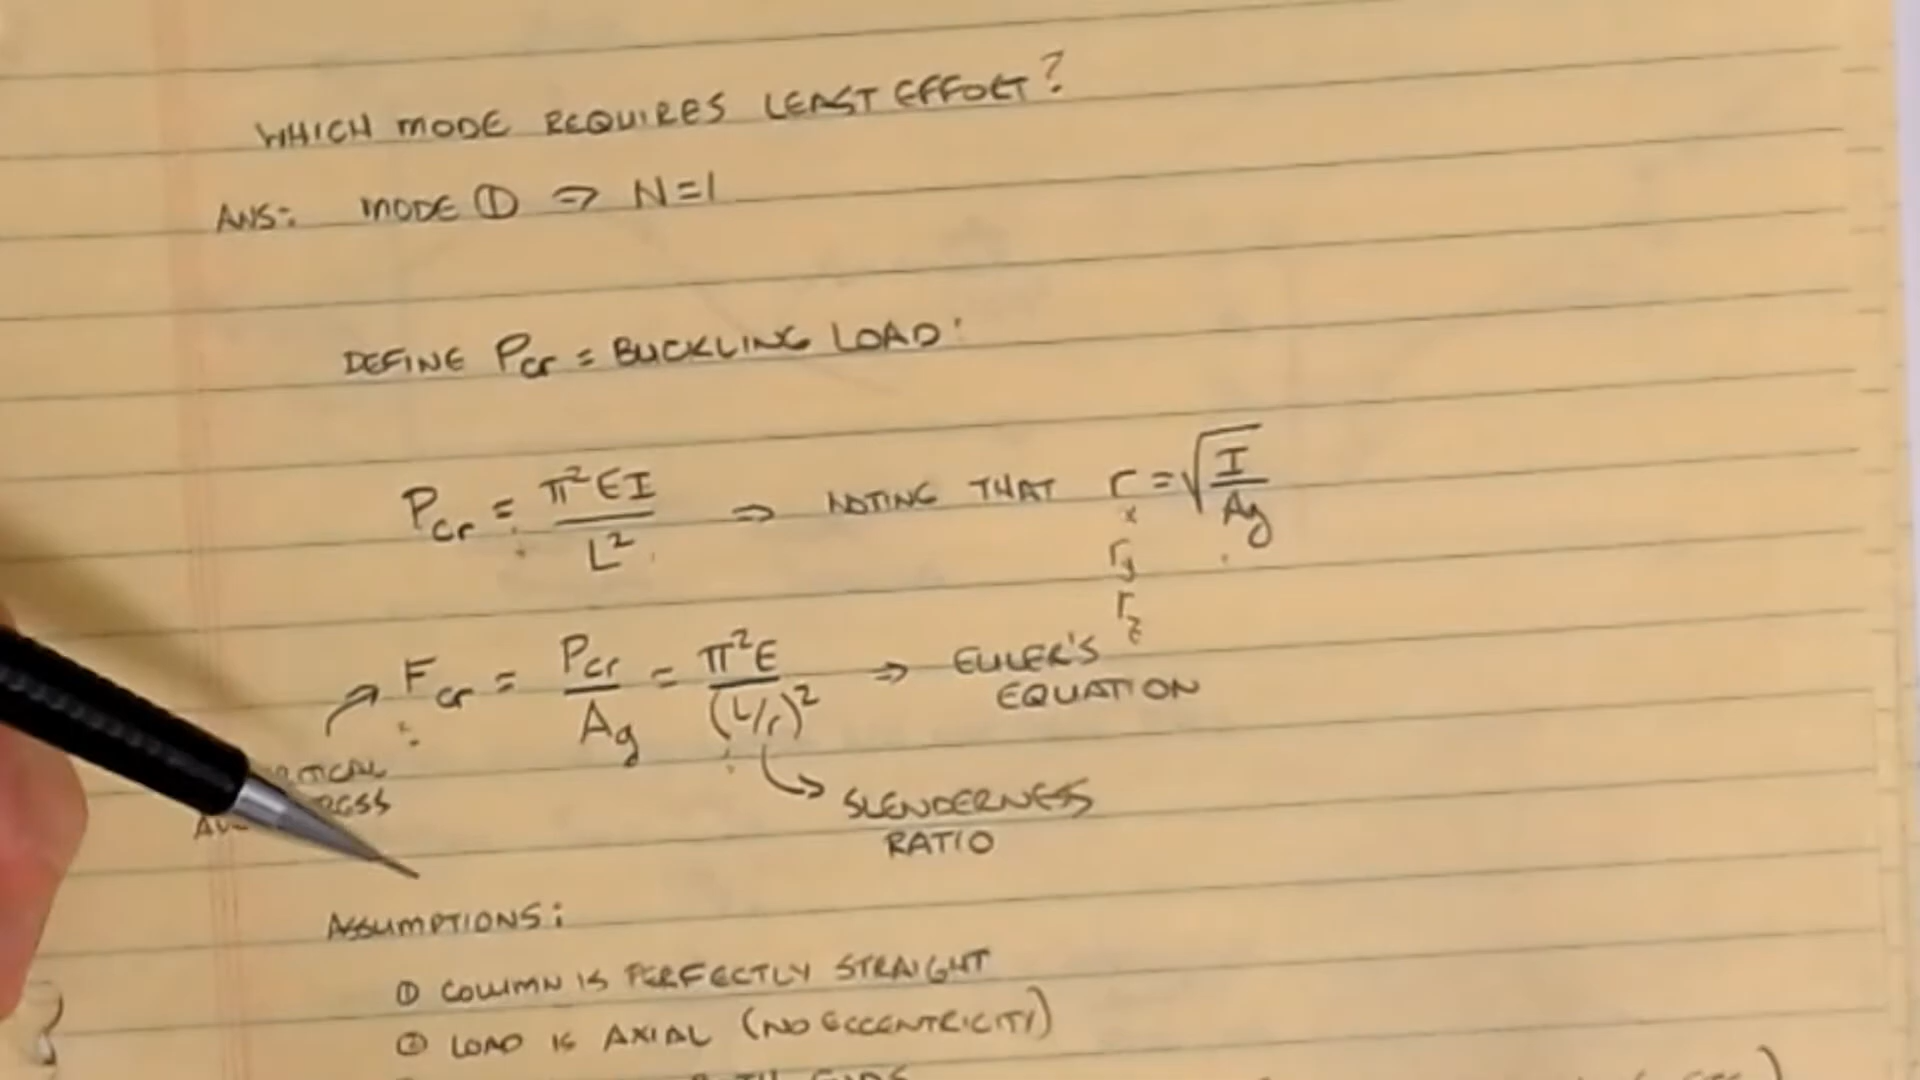 WHICH MODE REQUIRES LEAST EFFORT?
ANS: MODE ① ⇒ N=1
DEFINE Pcr = BUCKLING LOAD:
Pcr = π²EI / L² ⇒ NOTING THAT r = √(I / Ag)
x
ry
rz
Fcr = Pcr / Ag = π²E / (L/r)² ⇒ EULER'S
EQUATION
SLENDERNESS
RATIO
ASSUMPTIONS:
① COLUMN IS PERFECTLY STRAIGHT
② LOAD IS AXIAL (NO ECCENTRICITY)